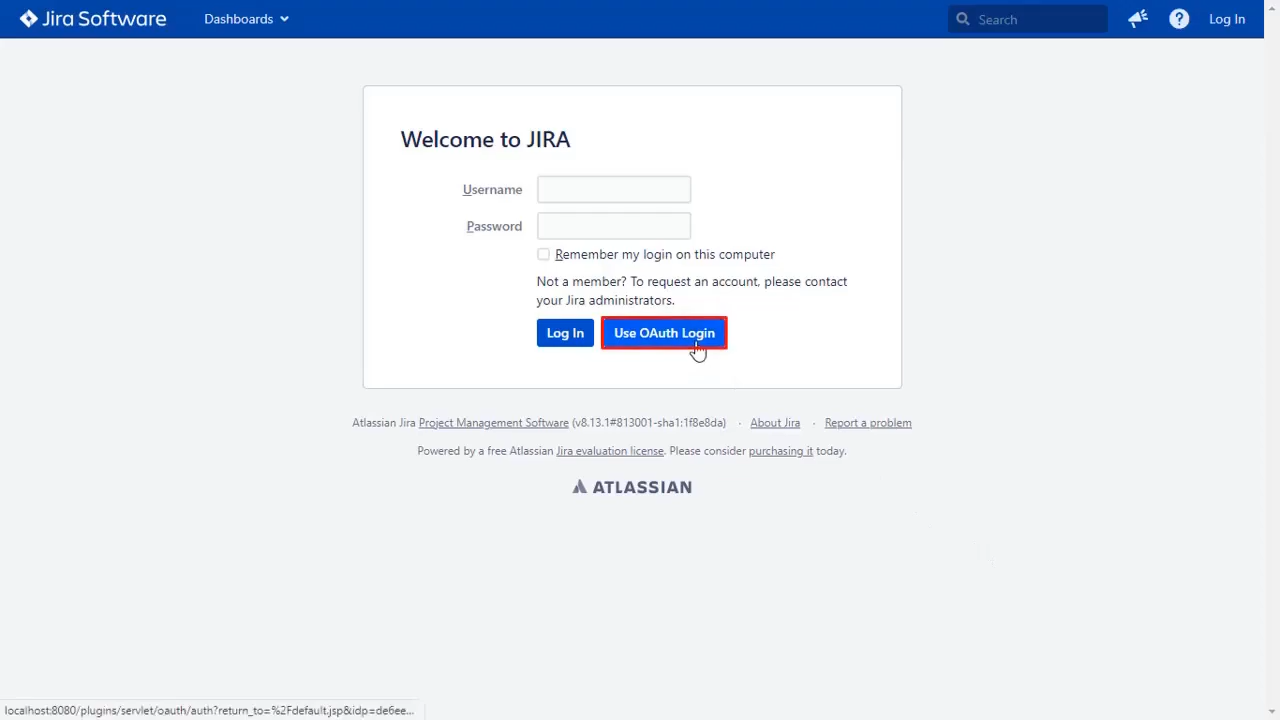 Jira Software Dashboards Search Log In
Welcome to JIRA
Username
Password
Remember my login on this computer
Not a member? To request an account, please contact
your Jira administrators.
Log In Use OAuth Login
Atlassian Jira Project Management Software (v8.13.1#813001-sha1:1f8e8da) · About Jira · Report a problem
Powered by a free Atlassian Jira evaluation license. Please consider purchasing it today.
ATLASSIAN
localhost:8080/plugins/servlet/oauth/auth?return_to=%2Fdefault.jsp&idp=de6ee...